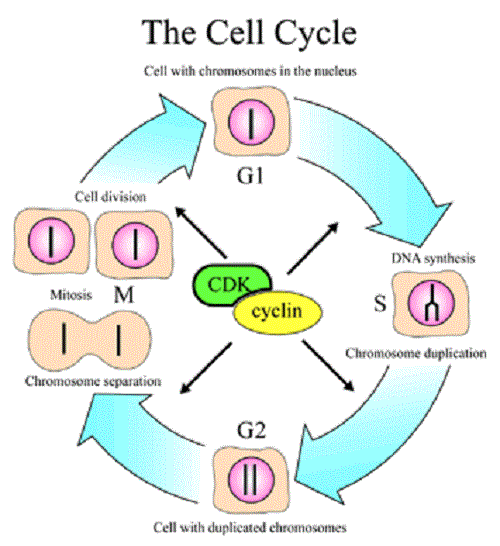 The Cell Cycle
Cell with chromosomes in the nucleus
G1
Cell division
DNA synthesis
CDK
Mitosis
M
cyclin
S
Chromosome duplication
Chromosome separation
G2
Cell with duplicated chromosomes